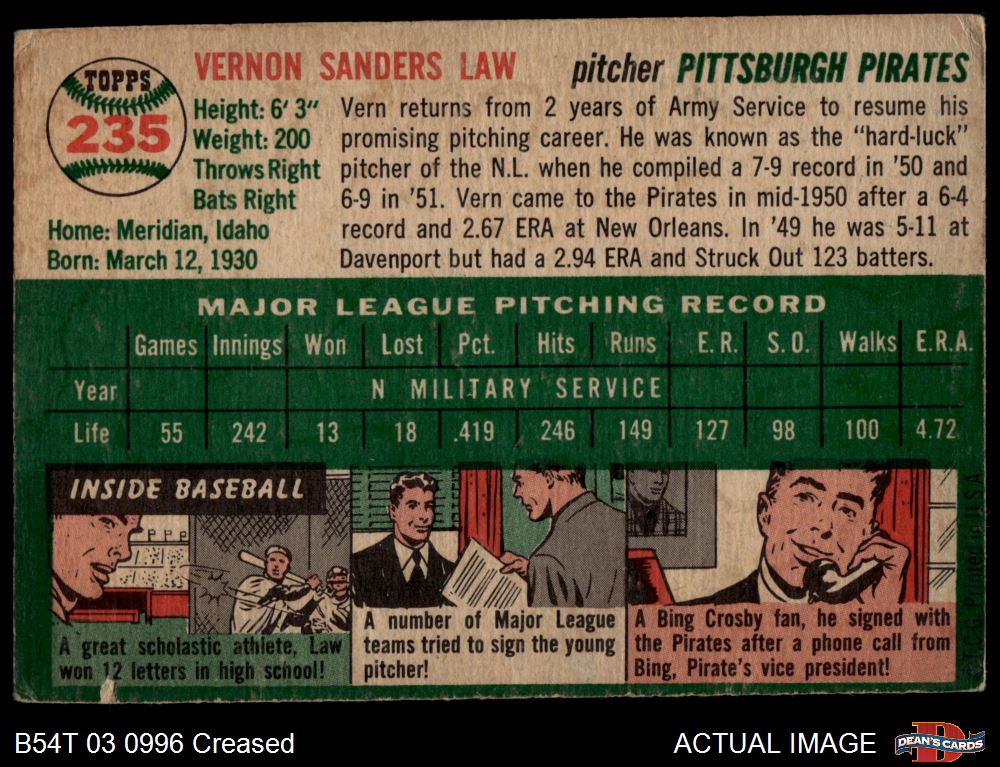 TOPPS
235
VERNON SANDERS LAW
pitcher PITTSBURGH PIRATES
Height: 6' 3"
Weight: 200
Throws Right
Bats Right
Home: Meridian, Idaho
Born: March 12, 1930
Vern returns from 2 years of Army Service to resume his
promising pitching career. He was known as the "hard-luck"
pitcher of the N.L. when he compiled a 7-9 record in '50 and
6-9 in '51. Vern came to the Pirates in mid-1950 after a 6-4
record and 2.67 ERA at New Orleans. In '49 he was 5-11 at
Davenport but had a 2.94 ERA and Struck Out 123 batters.
MAJOR LEAGUE PITCHING RECORD
Games Innings Won Lost Pct. Hits Runs E. R. S. O. Walks E.R.A.
Year N MILITARY SERVICE
Life 55 242 13 18 .419 246 149 127 98 100 4.72
INSIDE BASEBALL
A great scholastic athlete, Law
won 12 letters in high school!
A number of Major League
teams tried to sign the young
pitcher!
A Bing Crosby fan, he signed with
the Pirates after a phone call from
Bing, Pirate's vice president!
T.C.G. Printed in U.S.A.
B54T 03 0996 Creased
ACTUAL IMAGE
DEAN'S CARDS